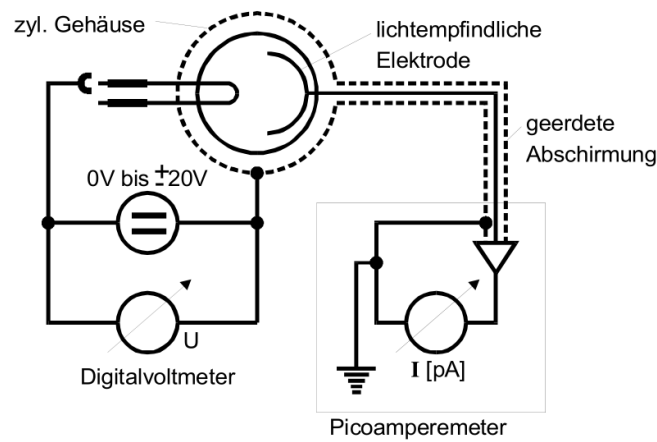 zyl. Gehäuse
lichtempfindliche
Elektrode
geerdete
Abschirmung
0V bis ±20V
U
Digitalvoltmeter
I [pA]
Picoamperemeter